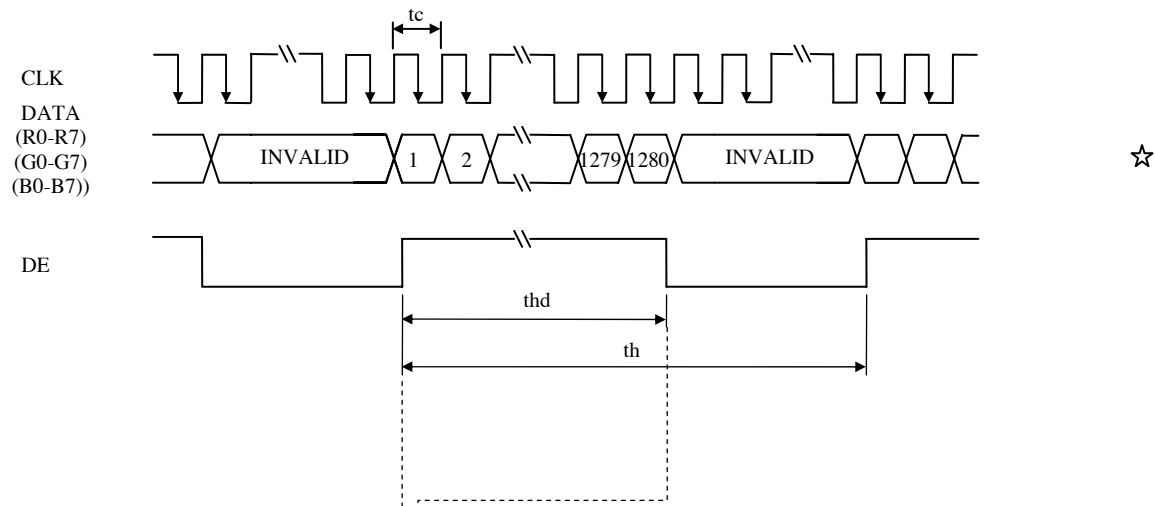 tc
CLK
DATA
(R0-R7)
(G0-G7)
(B0-B7))
INVALID 1 2 1279 1280 INVALID
☆
DE
thd
th